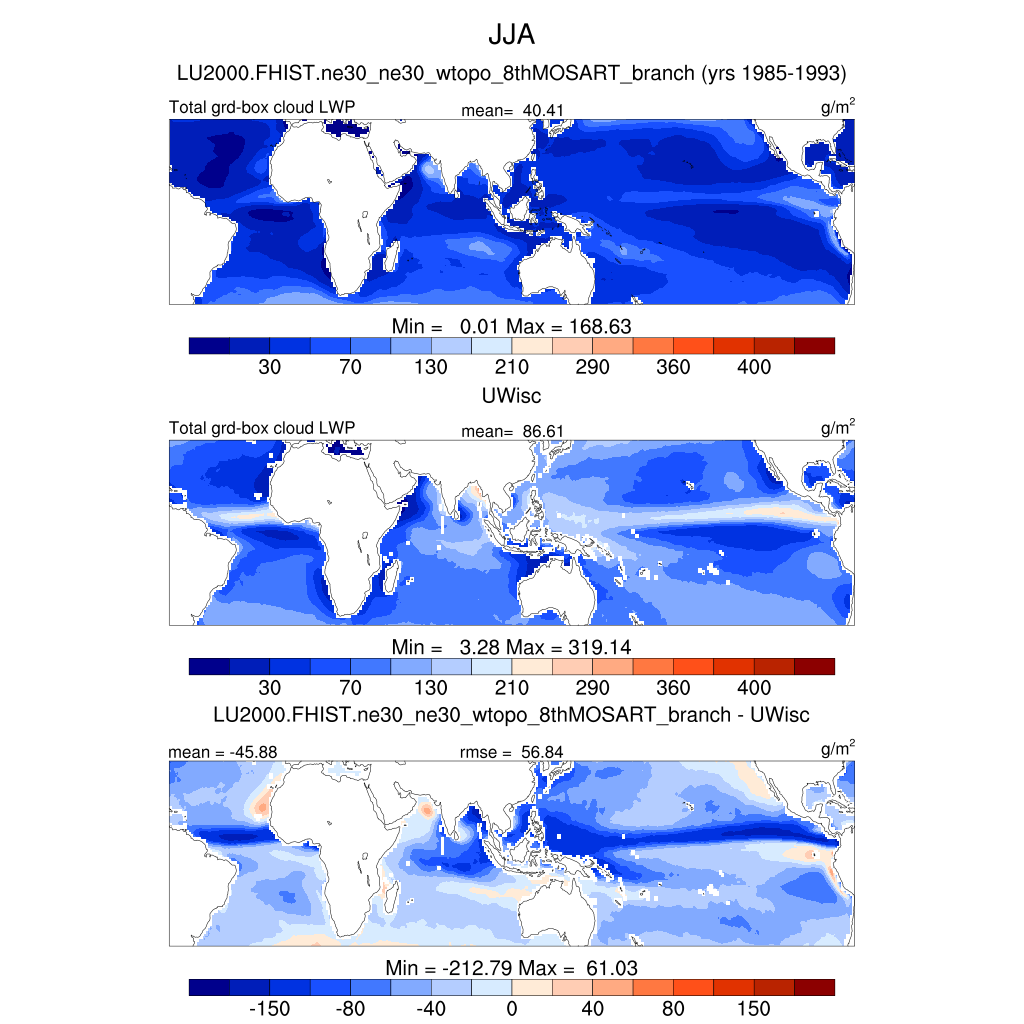 JJA
LU2000.FHIST.ne30_ne30_wtopo_8thMOSART_branch (yrs 1985-1993)
Total grd-box cloud LWP mean= 40.41 g/m²
Min = 0.01 Max = 168.63
30 70 130 210 290 360 400
UWisc
Total grd-box cloud LWP mean= 86.61 g/m²
Min = 3.28 Max = 319.14
30 70 130 210 290 360 400
LU2000.FHIST.ne30_ne30_wtopo_8thMOSART_branch - UWisc
mean = -45.88 rmse = 56.84 g/m²
Min = -212.79 Max = 61.03
-150 -80 -40 0 40 80 150